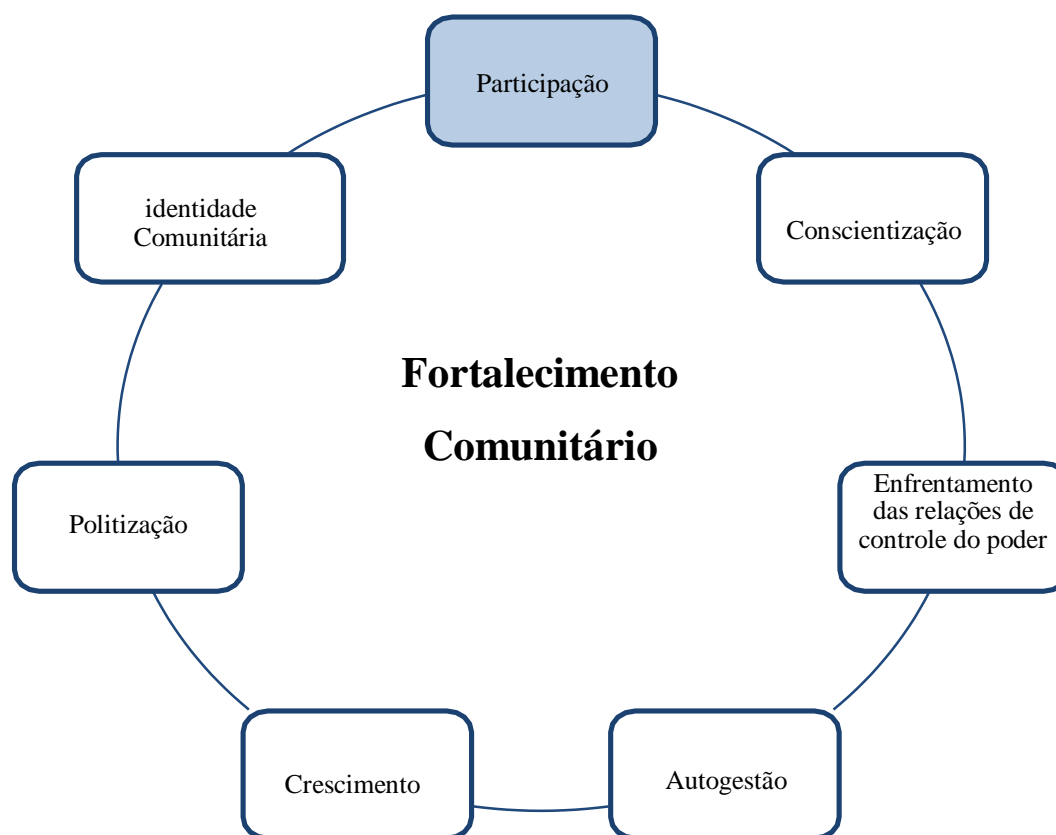 Participação
identidade
Comunitária
Conscientização
Fortalecimento
Comunitário
Politização
Enfrentamento
das relações de
controle do poder
Crescimento
Autogestão